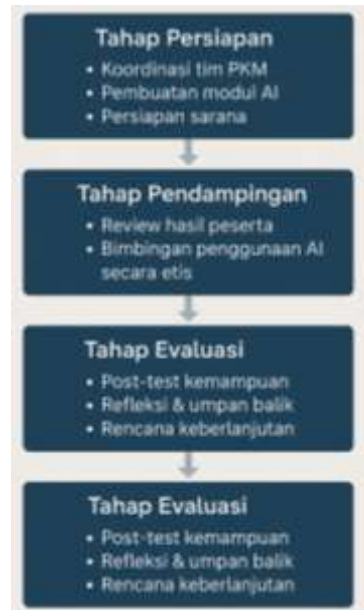 Tahap Persiapan
• Koordinasi tim PKM
• Pembuatan modul AI
• Persiapan sarana
Tahap Pendampingan
• Review hasil peserta
• Bimbingan penggunaan AI
secara etis
Tahap Evaluasi
• Post-test kemampuan
• Refleksi & umpan balik
• Rencana keberlanjutan
Tahap Evaluasi
• Post-test kemampuan
• Refleksi & umpan balik
• Rencana keberlanjutan